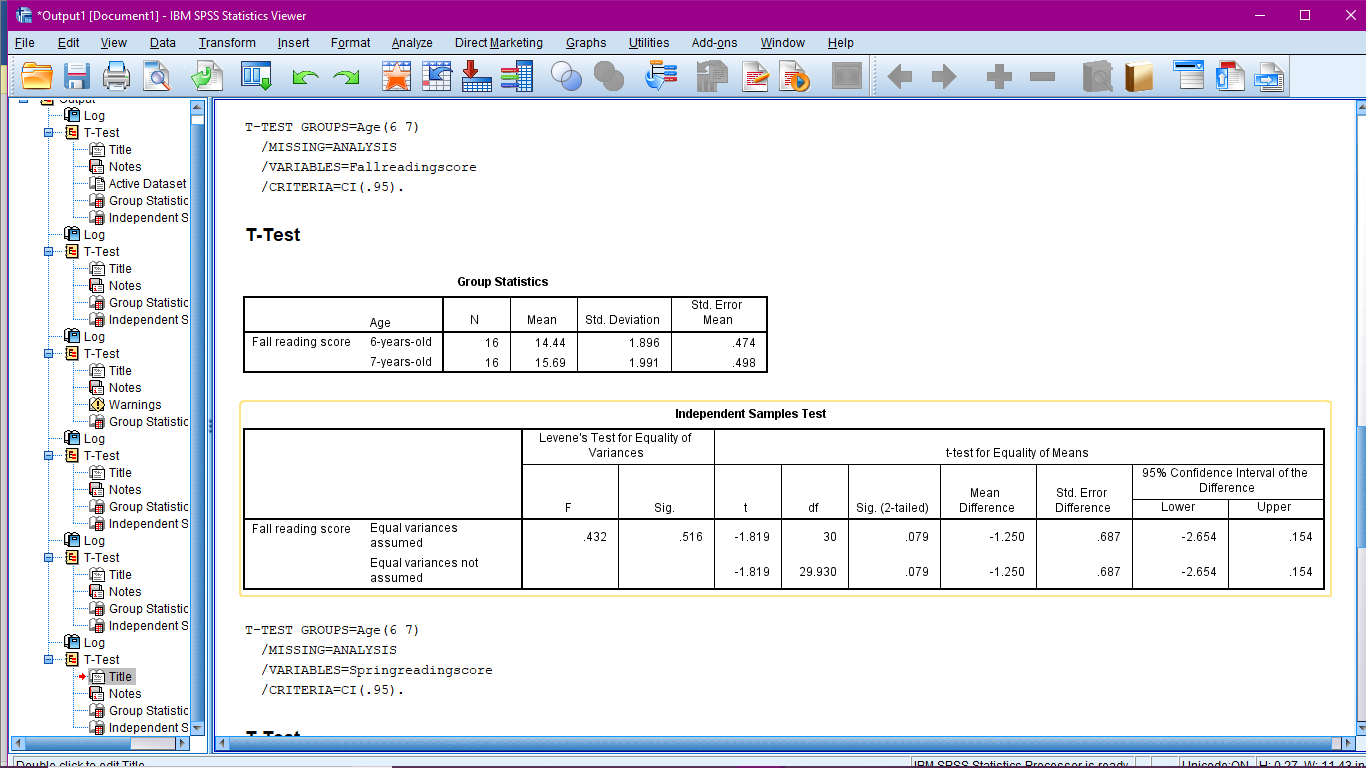 *Output1 [Document1] - IBM SPSS Statistics Viewer
File Edit View Data Transform Insert Format Analyze Direct Marketing Graphs Utilities Add-ons Window Help
Output
Log
T-Test
Title
Notes
Active Dataset
Group Statistic
Independent S
Log
T-Test
Title
Notes
Group Statistic
Independent S
Log
T-Test
Title
Notes
Warnings
Group Statistic
Log
T-Test
Title
Notes
Group Statistic
Independent S
Log
T-Test
Title
Notes
Group Statistic
Independent S
Log
T-Test
Title
Notes
Group Statistic
Independent S
T-TEST GROUPS=Age(6 7)
/MISSING=ANALYSIS
/VARIABLES=Fallreadingscore
/CRITERIA=CI(.95).
T-Test
Group Statistics
Age N Mean Std. Deviation Std. Error Mean
Fall reading score 6-years-old 16 14.44 1.896 .474
7-years-old 16 15.69 1.991 .498
Independent Samples Test
Levene's Test for Equality of Variances
t-test for Equality of Means
F Sig. t df Sig. (2-tailed) Mean Difference Std. Error Difference
95% Confidence Interval of the Difference
Lower Upper
Fall reading score Equal variances assumed .432 .516 -1.819 30 .079 -1.250 .687 -2.654 .154
Equal variances not assumed -1.819 29.930 .079 -1.250 .687 -2.654 .154
T-TEST GROUPS=Age(6 7)
/MISSING=ANALYSIS
/VARIABLES=Springreadingscore
/CRITERIA=CI(.95).
T-Test
Double click to edit Title
IBM SPSS Statistics Processor is ready
Unicode:ON
H: 0.27, W: 11.43 in